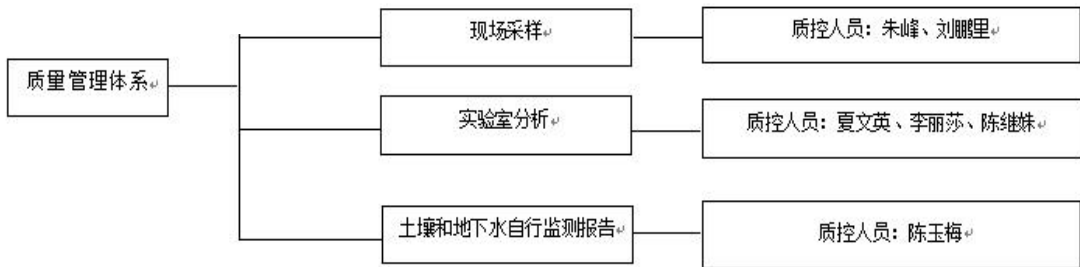 现场采样
质控人员：朱峰、刘鹏里
质量管理体系
实验室分析
质控人员：夏文英、李丽莎、陈继姝
土壤和地下水自行监测报告
质控人员：陈玉梅